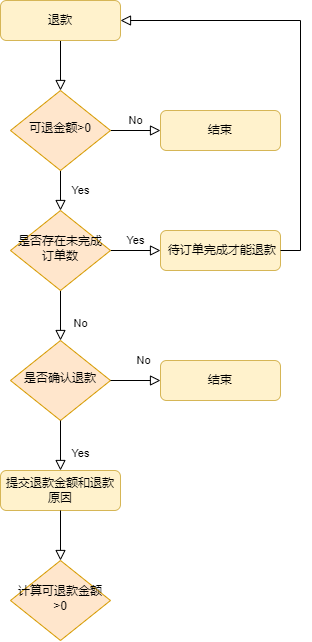 退款
可退金额>0
No
结束
Yes
是否存在未完成
订单数
Yes
待订单完成才能退款
No
是否确认退款
No
结束
Yes
提交退款金额和退款
原因
计算可退款金额
>0